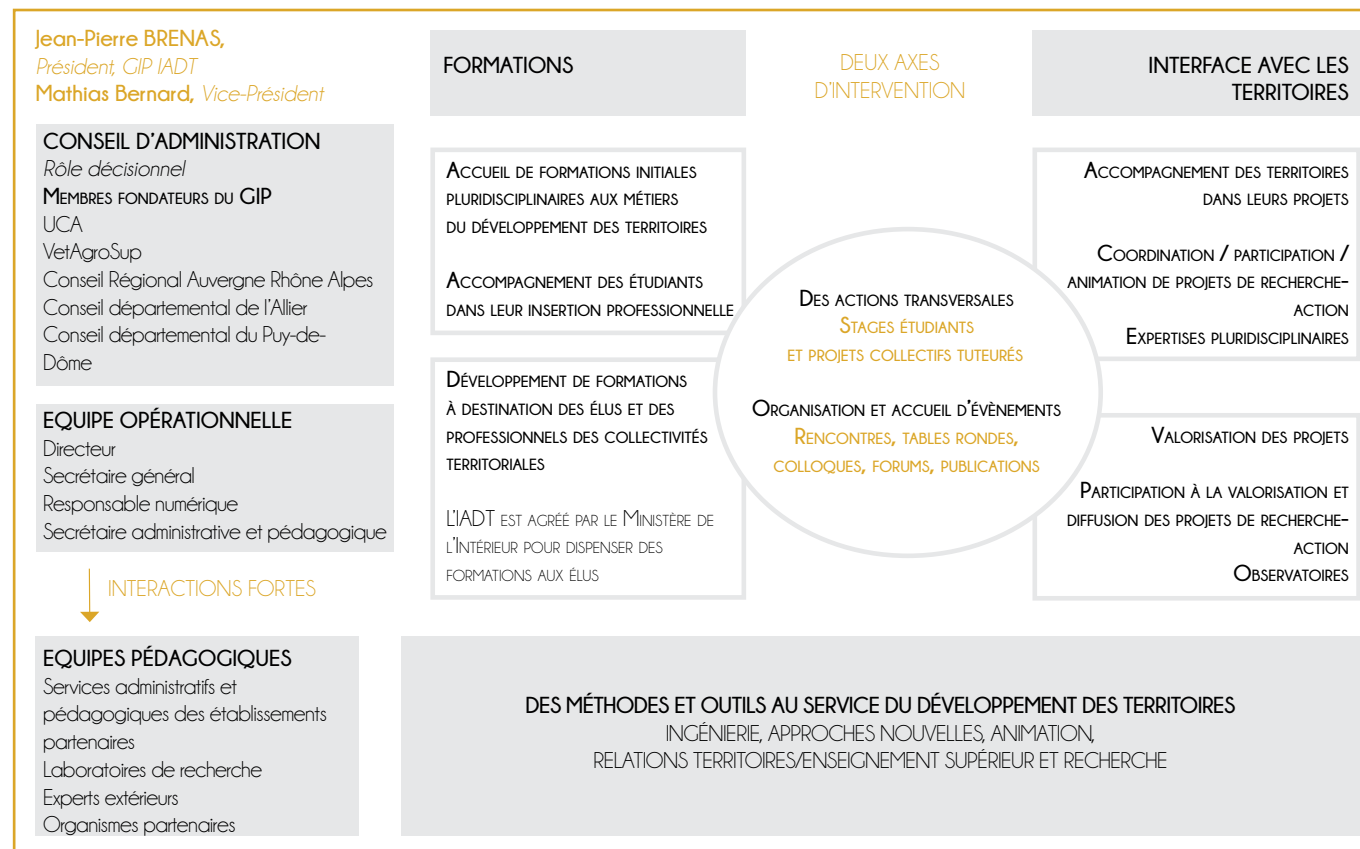 Jean-Pierre BRENAS,
Président, GIP IADT
Mathias Bernard, Vice-Président
CONSEIL D'ADMINISTRATION
Rôle décisionnel
Membres fondateurs du GIP
UCA
VetAgroSup
Conseil Régional Auvergne Rhône Alpes
Conseil départemental de l'Allier
Conseil départemental du Puy-de-
Dôme
EQUIPE OPÉRATIONNELLE
Directeur
Secrétaire général
Responsable numérique
Secrétaire administrative et pédagogique
INTERACTIONS FORTES
EQUIPES PÉDAGOGIQUES
Services administratifs et
pédagogiques des établissements
partenaires
Laboratoires de recherche
Experts extérieurs
Organismes partenaires
FORMATIONS
DEUX AXES
D'INTERVENTION
INTERFACE AVEC LES
TERRITOIRES
Accueil de formations initiales
pluridisciplinaires aux métiers
du développement des territoires
Accompagnement des étudiants
dans leur insertion professionnelle
Développement de formations
à destination des élus et des
professionnels des collectivités
territoriales
L'IADT est agréé par le Ministère de
l'Intérieur pour dispenser des
formations aux élus
Des actions transversales
Stages étudiants
et projets collectifs tuteurés
Organisation et accueil d'évènements
Rencontres, tables rondes,
colloques, forums, publications
Accompagnement des territoires
dans leurs projets
Coordination / participation /
animation de projets de recherche-
action
Expertises pluridisciplinaires
Valorisation des projets
Participation à la valorisation et
diffusion des projets de recherche-
action
Observatoires
DES MÉTHODES ET OUTILS AU SERVICE DU DÉVELOPPEMENT DES TERRITOIRES
INGÉNIERIE, APPROCHES NOUVELLES, ANIMATION,
RELATIONS TERRITOIRES/ENSEIGNEMENT SUPÉRIEUR ET RECHERCHE